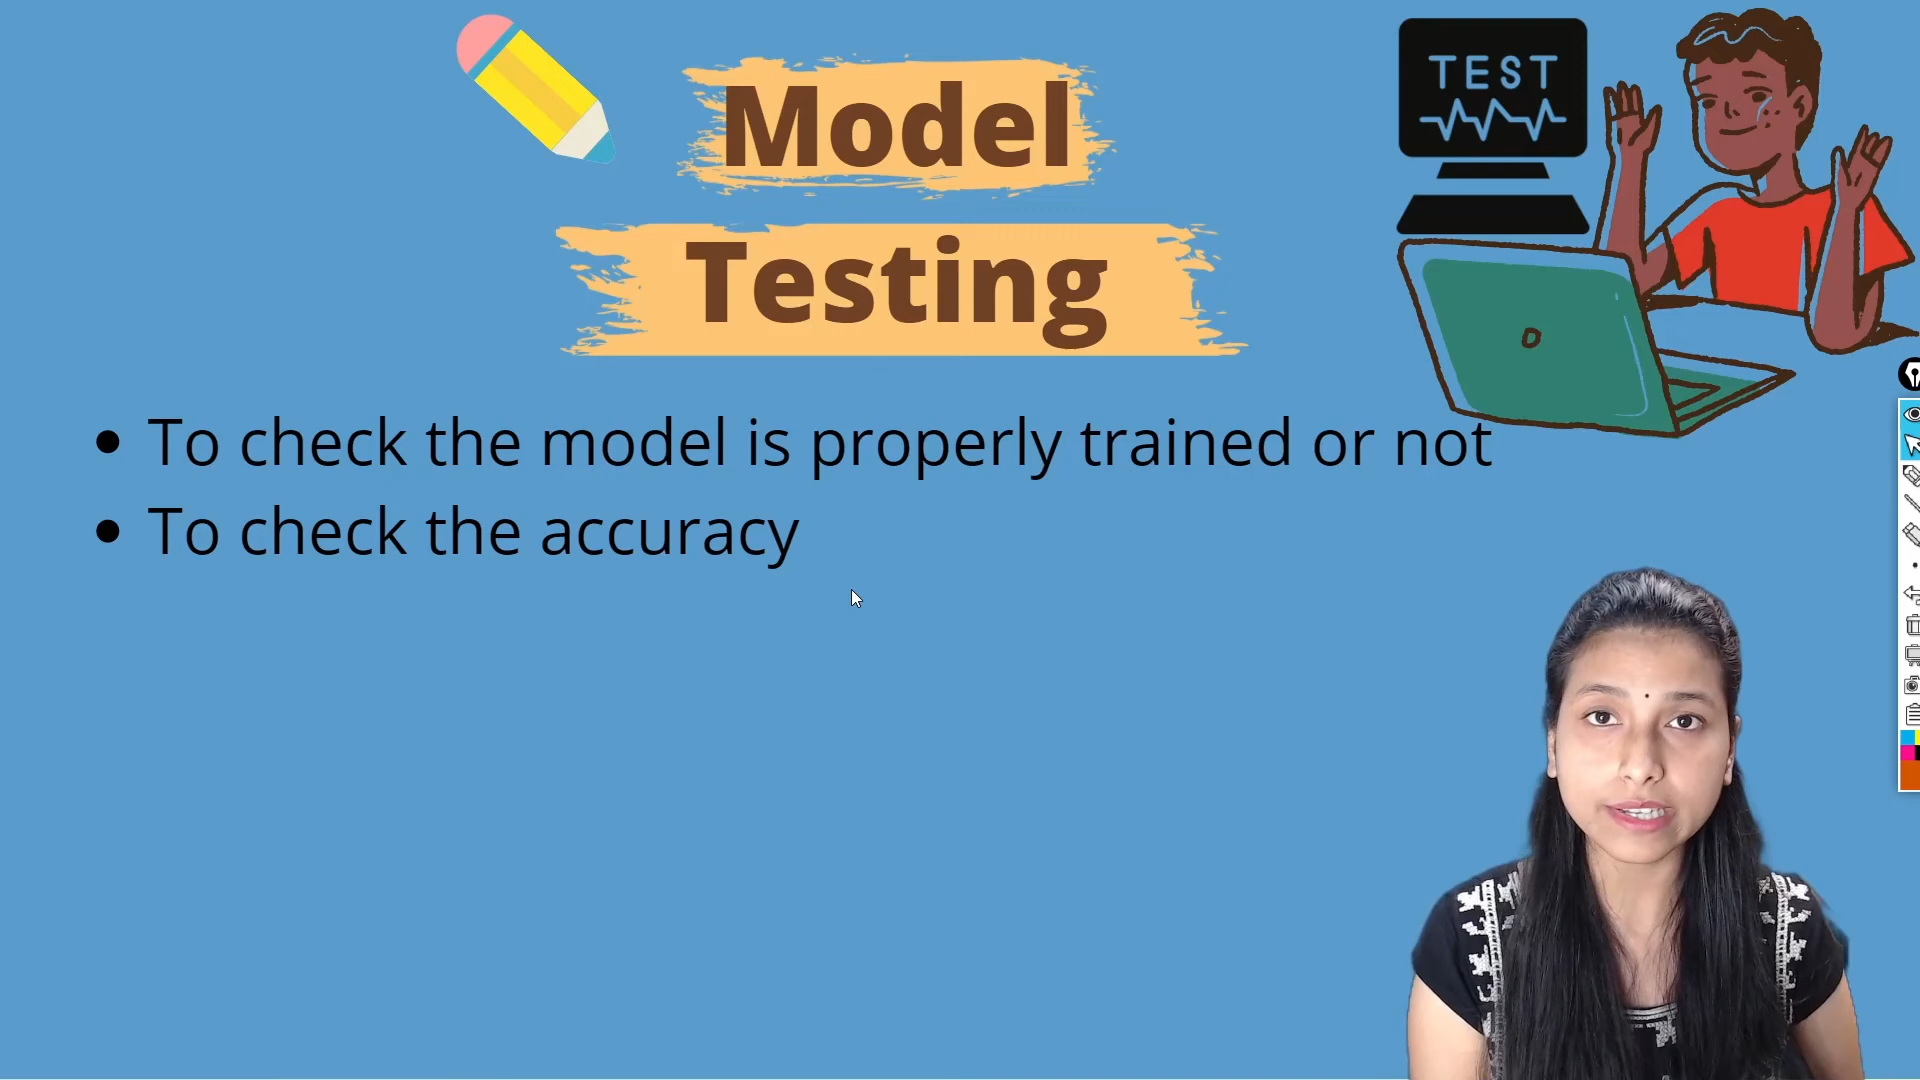 Model
TEST
Testing
D
• To check the model is properly trained or not
• To check the accuracy